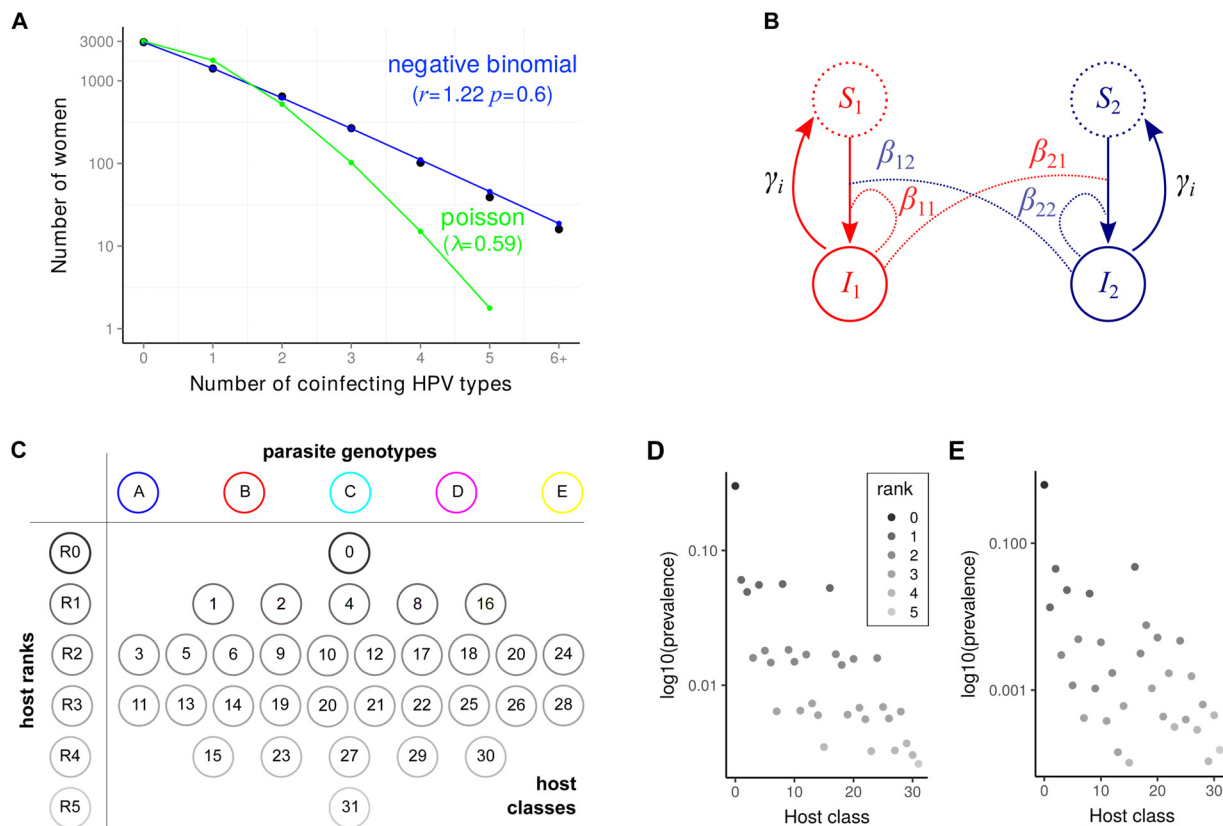 A
3000
1000
100
10
1
0
1
2
3
4
5
6+
Number of women
Number of coinfecting HPV types
negative binomial
(r=1.22 p=0.6)
poisson
(λ=0.59)
B
S1
S2
I1
I2
γi
γi
β12
β21
β11
β22
C
parasite genotypes
A B C D E
host ranks
R0 0
R1 1 2 4 8 16
R2 3 5 6 9 10 12 17 18 20 24
R3 11 13 14 19 20 21 22 25 26 28
R4 15 23 27 29 30
R5 31
host
classes
D
log10(prevalence)
0.10
0.01
0 10 20 30
Host class
rank
0
1
2
3
4
5
E
log10(prevalence)
0.100
0.001
0 10 20 30
Host class